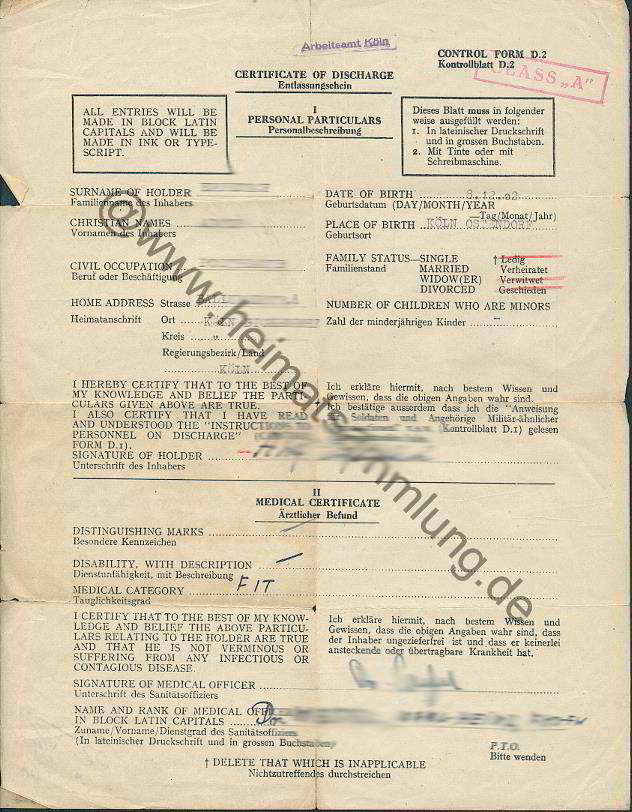 Arbeitsamt Köln
CONTROL FORM D.2
Kontrollblatt D.2
CLASS „A"
CERTIFICATE OF DISCHARGE
Entlassungschein
I
PERSONAL PARTICULARS
Personalbeschreibung
ALL ENTRIES WILL BE
MADE IN BLOCK LATIN
CAPITALS AND WILL BE
MADE IN INK OR TYPE-
SCRIPT.
Dieses Blatt muss in folgender
weise ausgefüllt werden:
1. In lateinischer Druckschrift
und in grossen Buchstaben.
2. Mit Tinte oder mit
Schreibmaschine.
SURNAME OF HOLDER
Familienname des Inhabers
CHRISTIAN NAMES
Vornamen des Inhabers
CIVIL OCCUPATION
Beruf oder Beschäftigung
HOME ADDRESS Strasse
Heimatanschrift Ort KÖLN
Kreis "
Regierungsbezirk/Land
KÖLN
DATE OF BIRTH 8.12.02
Geburtsdatum (DAY/MONTH/YEAR
Tag/Monat/Jahr)
PLACE OF BIRTH KÖLN OSTENDORF
Geburtsort
FAMILY STATUS—SINGLE † Ledig
Familienstand MARRIED Verheiratet
WIDOW(ER) Verwitwet
DIVORCED Geschieden
NUMBER OF CHILDREN WHO ARE MINORS
Zahl der minderjährigen Kinder -
I HEREBY CERTIFY THAT TO THE BEST OF
MY KNOWLEDGE AND BELIEF THE PARTI-
CULARS GIVEN ABOVE ARE TRUE.
I ALSO CERTIFY THAT I HAVE READ
AND UNDERSTOOD THE "INSTRUCTIONS
PERSONNEL ON DISCHARGE"
FORM D.1).
SIGNATURE OF HOLDER
Unterschrift des Inhabers
Ich erkläre hiermit, nach bestem Wissen und
Gewissen, dass die obigen Angaben wahr sind.
Ich bestätige ausserdem dass ich die "Anweisung
Soldaten und Angehörige Militär-ähnlicher
(Kontrollblatt D.1) gelesen
II
MEDICAL CERTIFICATE
Ärztlicher Befund
DISTINGUISHING MARKS
Besondere Kennzeichen
DISABILITY, WITH DESCRIPTION
Dienstunfähigkeit, mit Beschreibung
MEDICAL CATEGORY FIT
Tauglichkeitsgrad
I CERTIFY THAT TO THE BEST OF MY KNOW-
LEDGE AND BELIEF THE ABOVE PARTICU-
LARS RELATING TO THE HOLDER ARE TRUE
AND THAT HE IS NOT VERMINOUS OR
SUFFERING FROM ANY INFECTIOUS OR
CONTAGIOUS DISEASE.
Ich erkläre hiermit, nach bestem Wissen und
Gewissen, dass die obigen Angaben wahr sind, dass
der Inhaber ungezieferfrei ist und dass er keinerlei
ansteckende oder übertragbare Krankheit hat.
SIGNATURE OF MEDICAL OFFICER
Unterschrift des Sanitätsoffiziers
NAME AND RANK OF MEDICAL OFFICER
IN BLOCK LATIN CAPITALS
Zuname/Vorname/Dienstgrad des Sanitätsoffiziers
(In lateinischer Druckschrift und in grossen Buchstaben)
P.T.O.
Bitte wenden
† DELETE THAT WHICH IS INAPPLICABLE
Nichtzutreffendes durchstreichen
@www.heimatsammlung.de